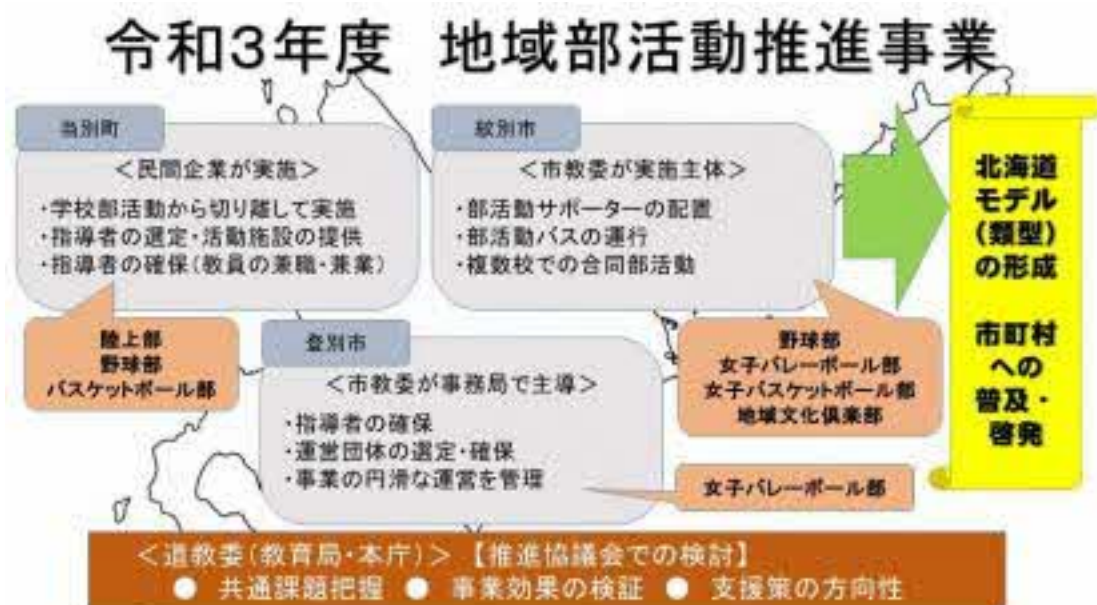 令和3年度 地域部活動推進事業
当別町
＜民間企業が実施＞
・学校部活動から切り離して実施
・指導者の選定・活動施設の提供
・指導者の確保（教員の兼職・兼業）
陸上部
野球部
バスケットボール部
紋別市
＜市教委が実施主体＞
・部活動サポーターの配置
・部活動バスの運行
・複数校での合同部活動
野球部
女子バレーボール部
女子バスケットボール部
地域文化倶楽部
登別市
＜市教委が事務局で主導＞
・指導者の確保
・運営団体の選定・確保
・事業の円滑な運営を管理
女子バレーボール部
北海道
モデル
（類型）
の形成
市町村
への
普及・
啓発
＜道教委（教育局・本庁）＞【推進協議会での検討】
● 共通課題把握 ● 事業効果の検証 ● 支援策の方向性